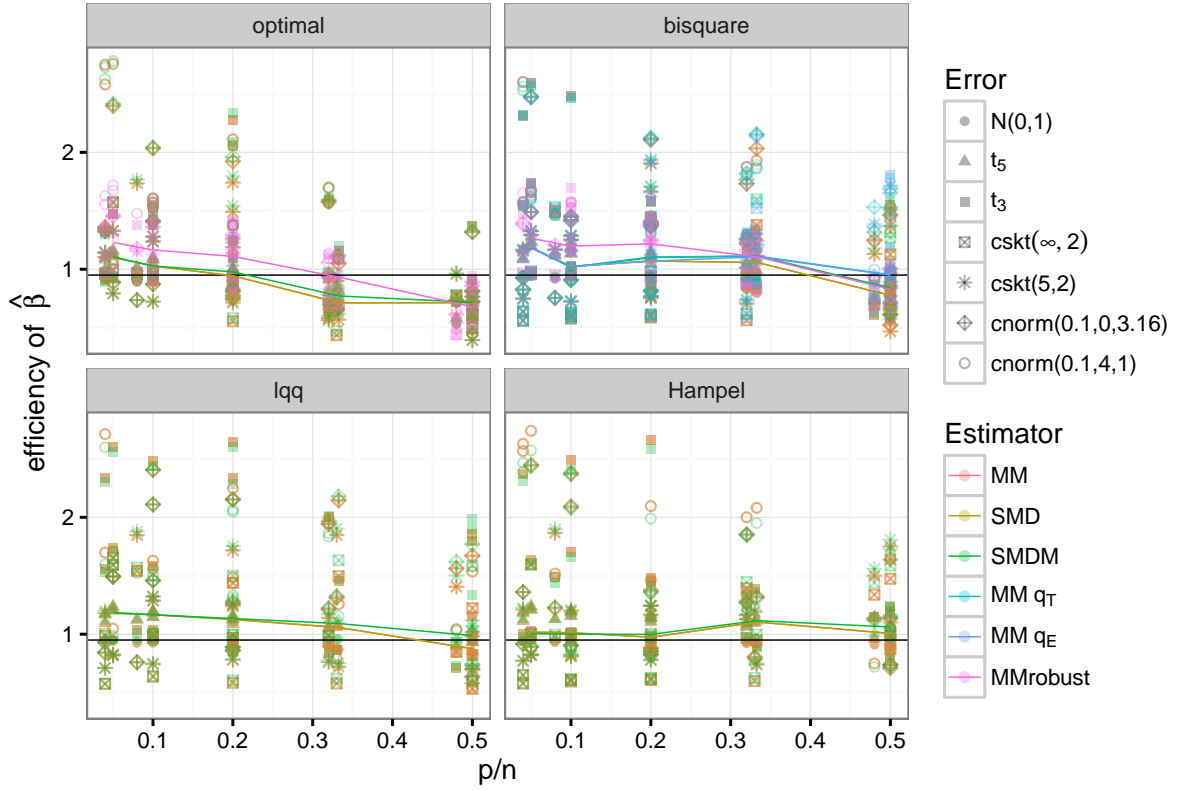 optimal
bisquare
lqq
Hampel
2
1
2
1
efficiency of β̂
0.1 0.2 0.3 0.4 0.5
0.1 0.2 0.3 0.4 0.5
p/n
Error
N(0,1)
t₅
t₃
cskt(∞, 2)
cskt(5,2)
cnorm(0.1,0,3.16)
cnorm(0.1,4,1)
Estimator
MM
SMD
SMDM
MM q_T
MM q_E
MMrobust